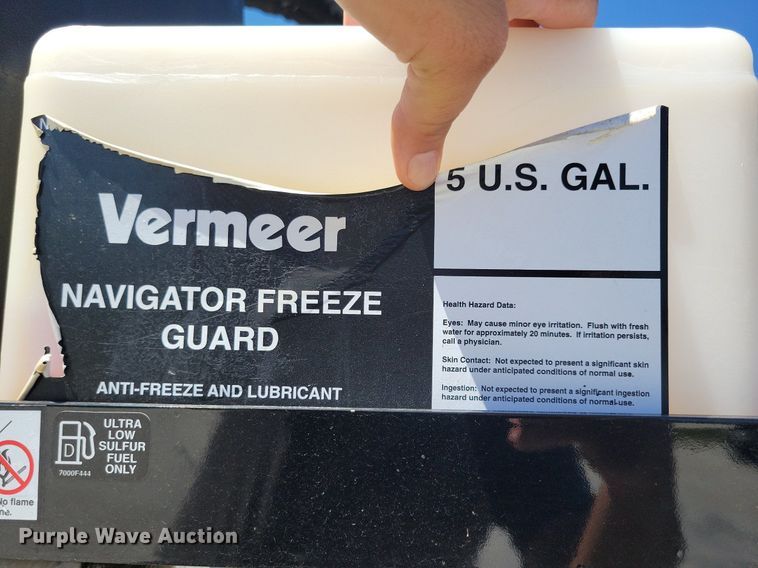 Vermeer
NAVIGATOR FREEZE
GUARD
ANTI-FREEZE AND LUBRICANT
5 U.S. GAL.
Health Hazard Data:
Eyes: May cause minor eye irritation. Flush with fresh
water for approximately 20 minutes. If irritation persists,
call a physician.
Skin Contact: Not expected to present a significant skin
hazard under anticipated conditions of normal use.
Ingestion: Not expected to present a significant ingestion
hazard under anticipated conditions of normal use.
D
ULTRA
LOW
SULFUR
FUEL
ONLY
7000F444
No flame
Purple Wave Auction